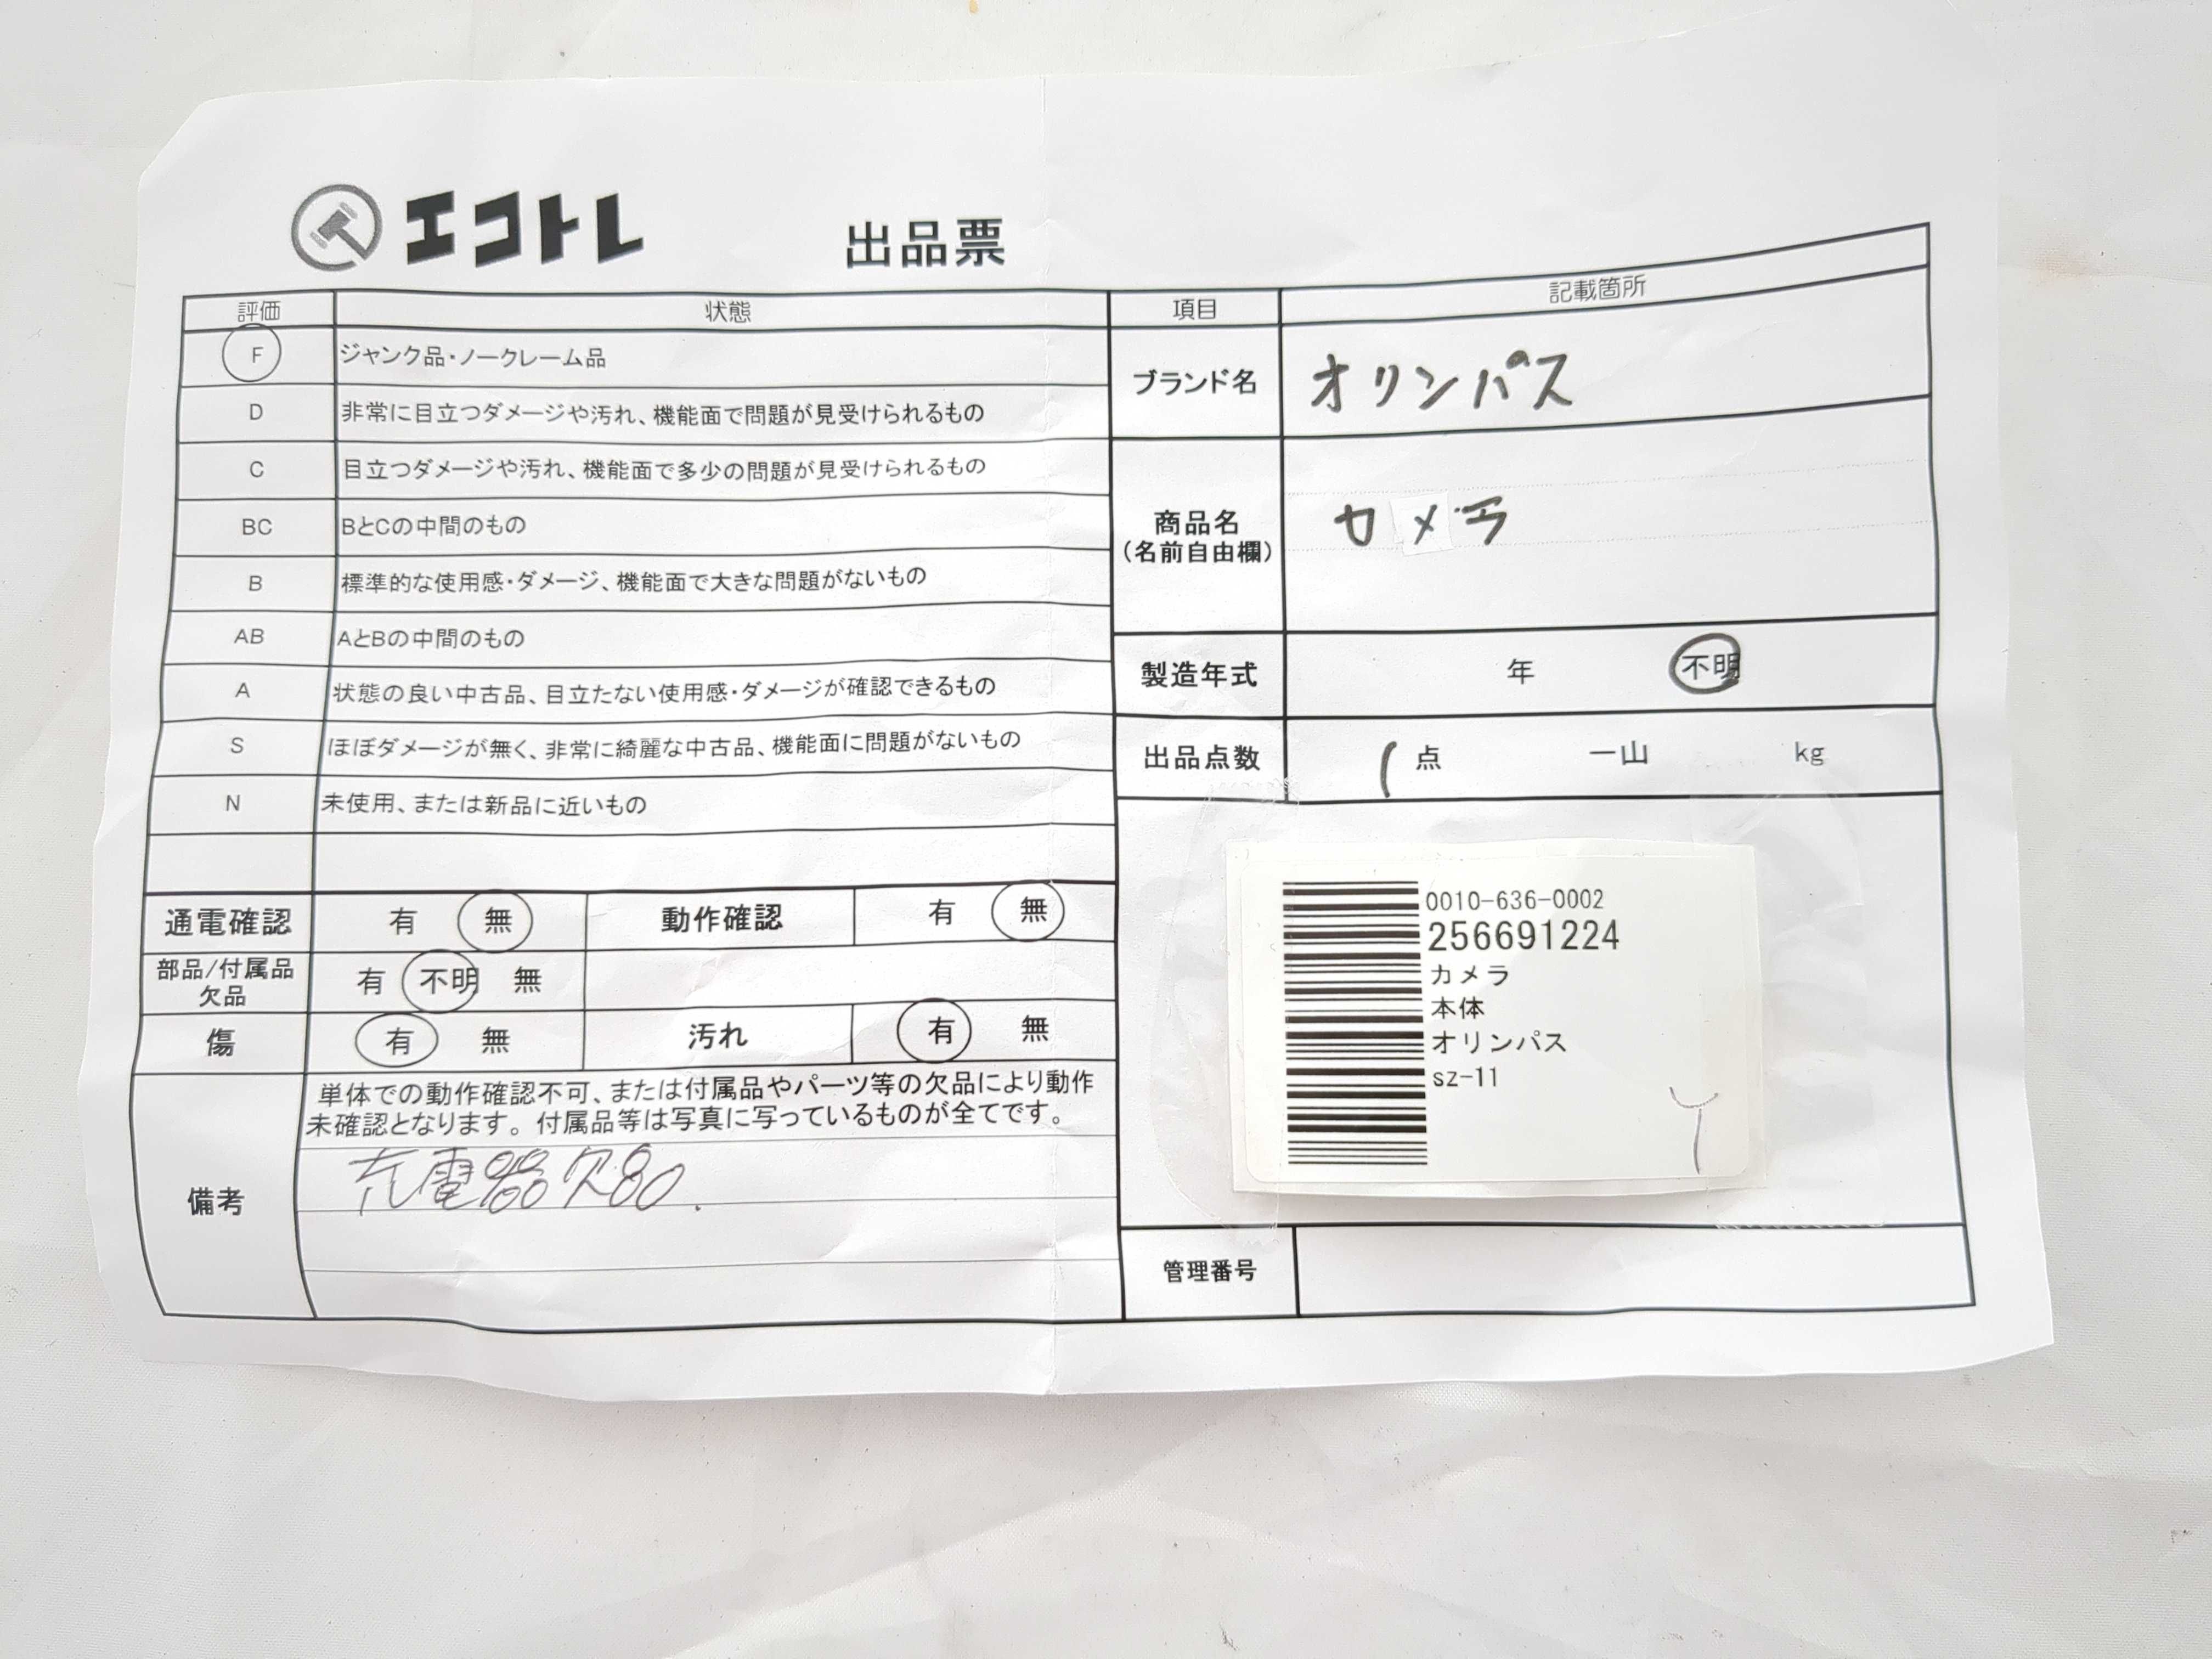 エコトレ
出品票
評価 状態
F ジャンク品・ノークレーム品
D 非常に目立つダメージや汚れ、機能面で問題が見受けられるもの
C 目立つダメージや汚れ、機能面で多少の問題が見受けられるもの
BC BとCの中間のもの
B 標準的な使用感・ダメージ、機能面で大きな問題がないもの
AB AとBの中間のもの
A 状態の良い中古品、目立たない使用感・ダメージが確認できるもの
S ほぼダメージが無く、非常に綺麗な中古品、機能面に問題がないもの
N 未使用、または新品に近いもの
通電確認 有 無 動作確認 有 無
部品/付属品
欠品
有 不明 無
傷 有 無 汚れ 有 無
備考
単体での動作確認不可、または付属品やパーツ等の欠品により動作
未確認となります。付属品等は写真に写っているものが全てです。
充電器欠品.
項目 記載箇所
ブランド名 オリンパス
商品名
(名前自由欄)
カメラ
製造年式 年 不明
出品点数 1 点 一山 kg
0010-636-0002
256691224
カメラ
本体
オリンパス
sz-11
管理番号